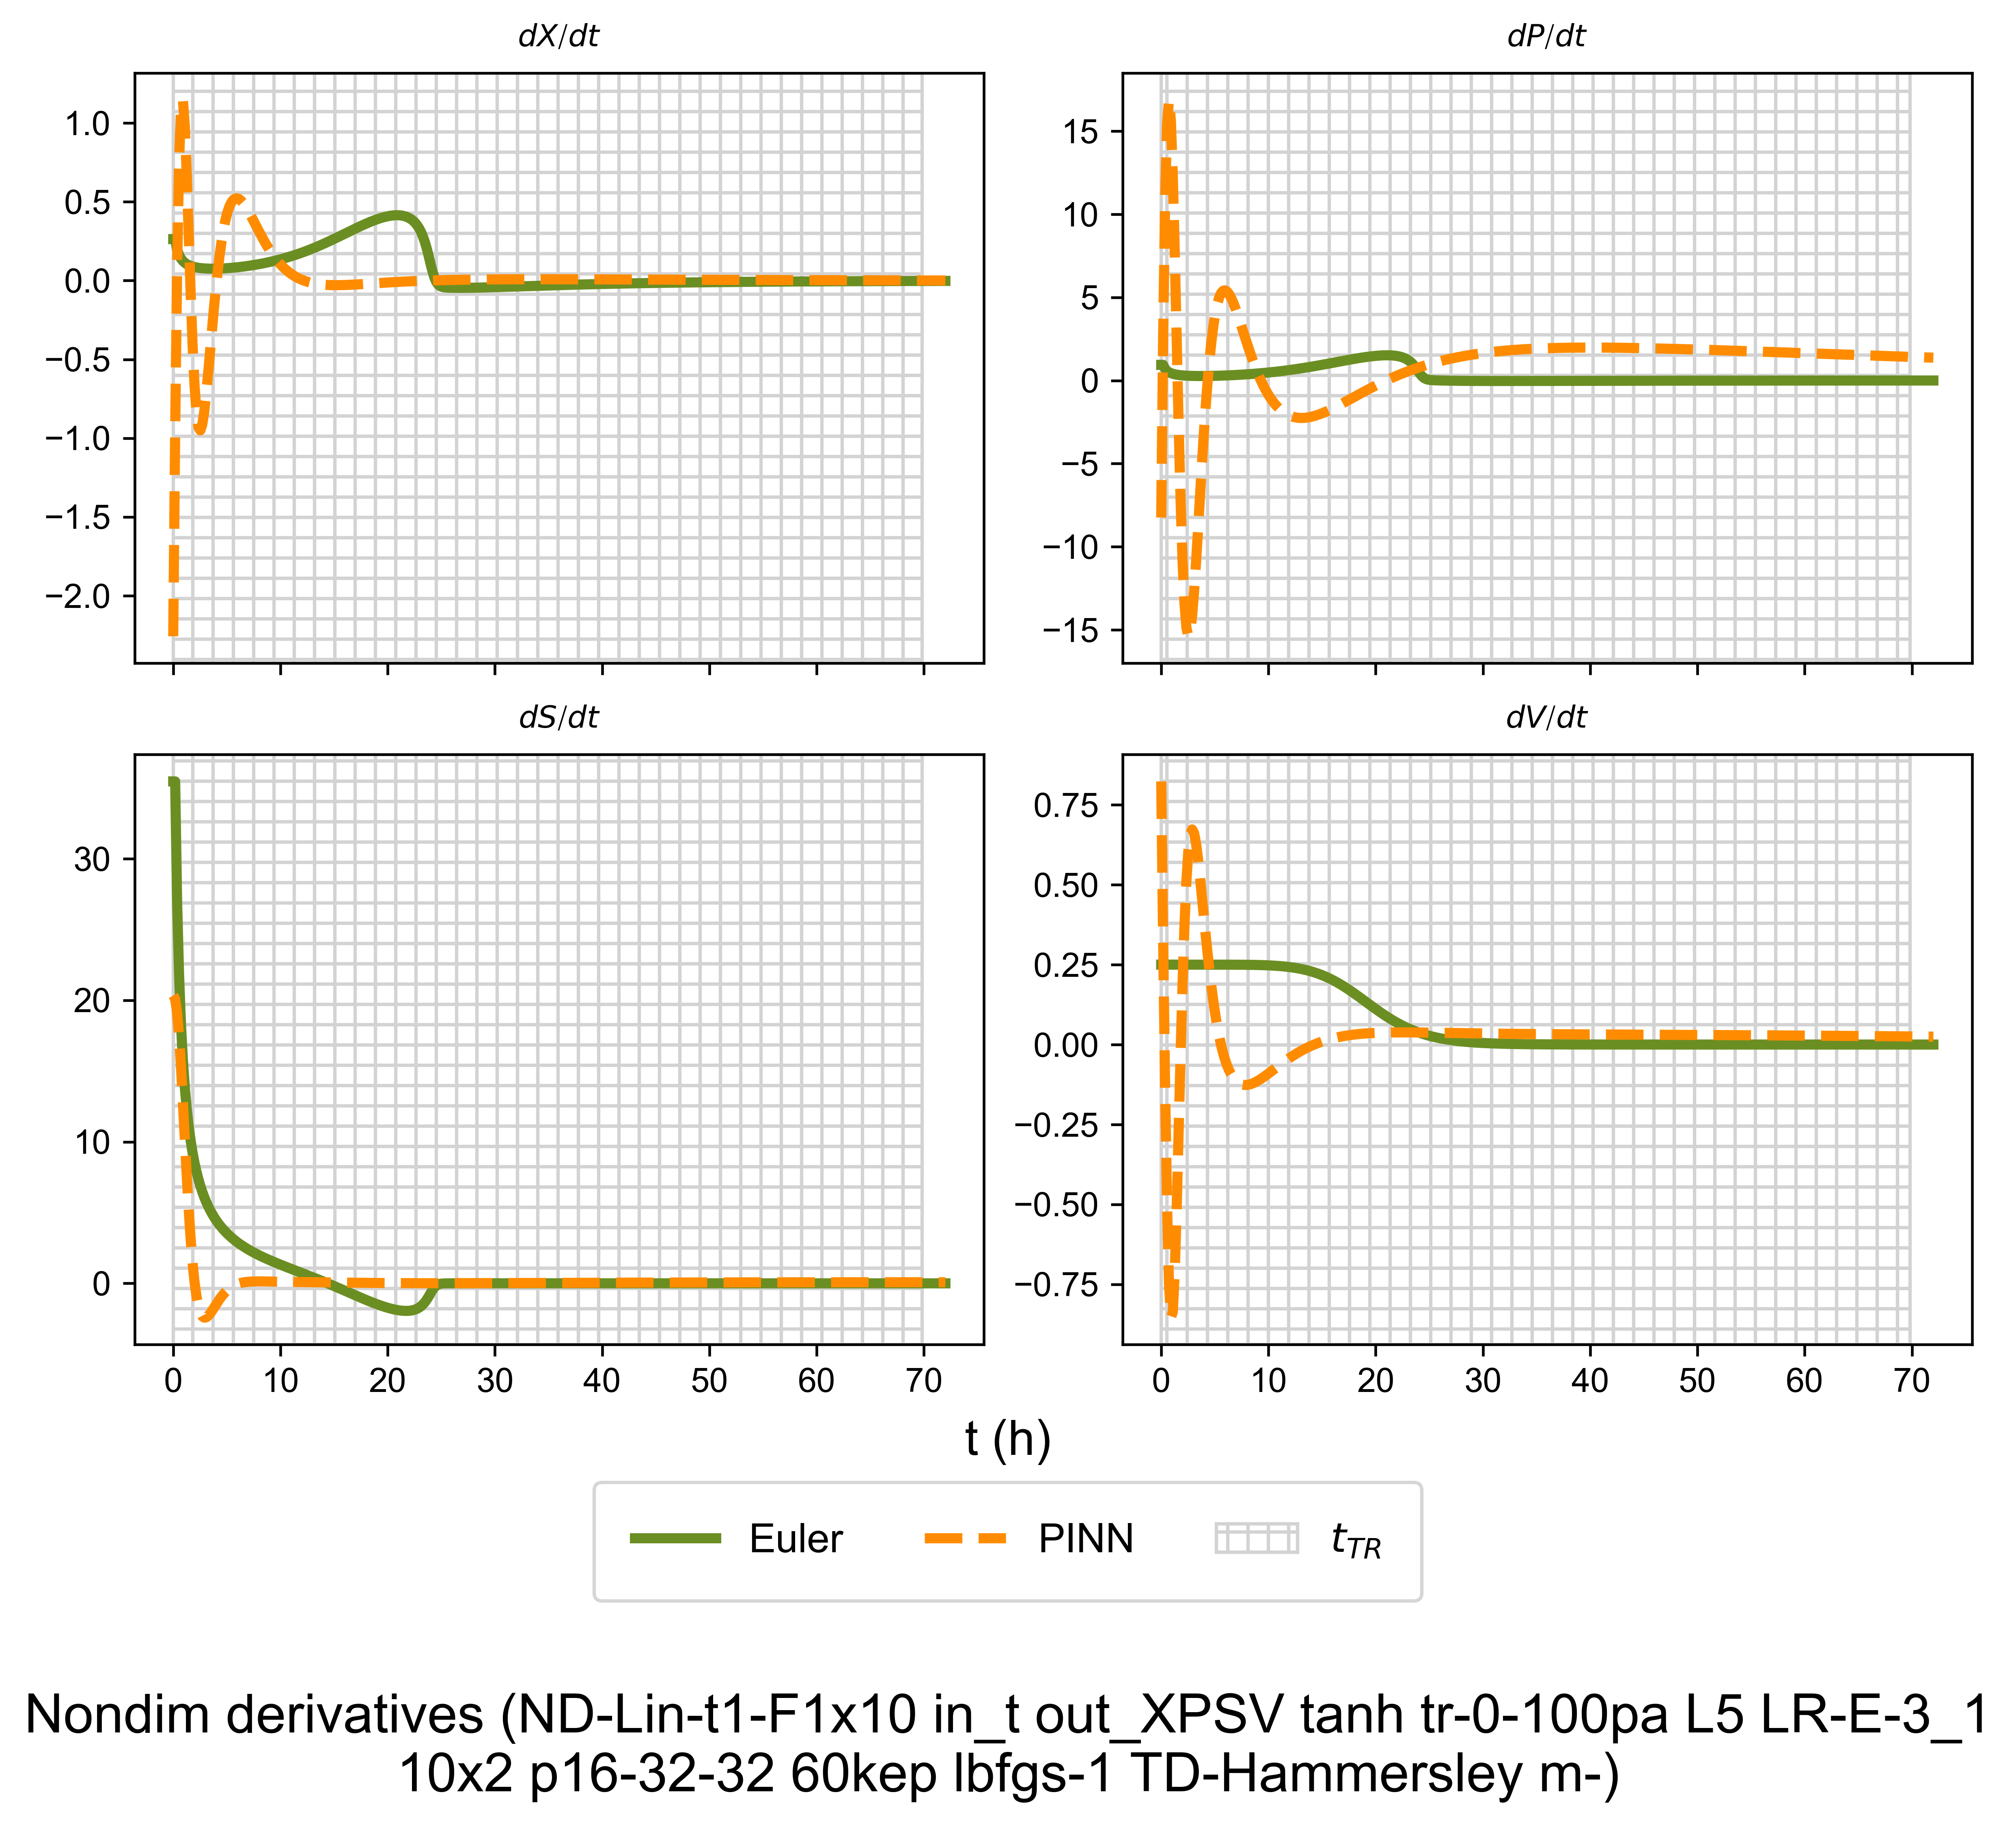 dX/dt
dP/dt
1.0
0.5
0.0
−0.5
−1.0
−1.5
−2.0
15
10
5
0
−5
−10
−15
dS/dt
dV/dt
30
20
10
0
0.75
0.50
0.25
0.00
−0.25
−0.50
−0.75
0 10 20 30 40 50 60 70
0 10 20 30 40 50 60 70
t (h)
Euler PINN t_TR
Nondim derivatives (ND-Lin-t1-F1x10 in_t out_XPSV tanh tr-0-100pa L5 LR-E-3_1
10x2 p16-32-32 60kep lbfgs-1 TD-Hammersley m-)